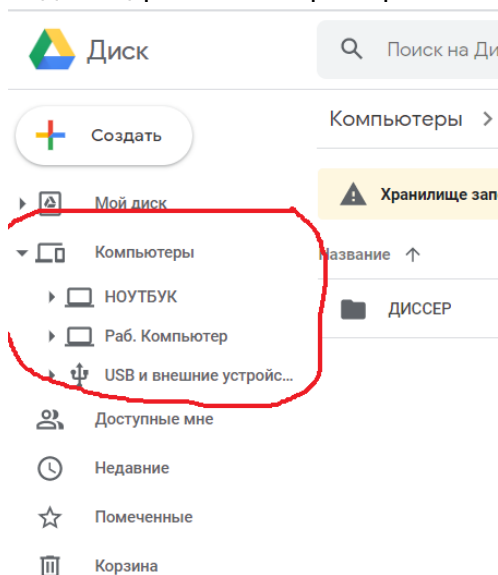 Диск
Поиск на Ди
Создать
Компьютеры >
Мой диск
Хранилище зап
Компьютеры
Название ↑
НОУТБУК
ДИССЕР
Раб. Компьютер
USB и внешние устройс...
Доступные мне
Недавние
Помеченные
Корзина